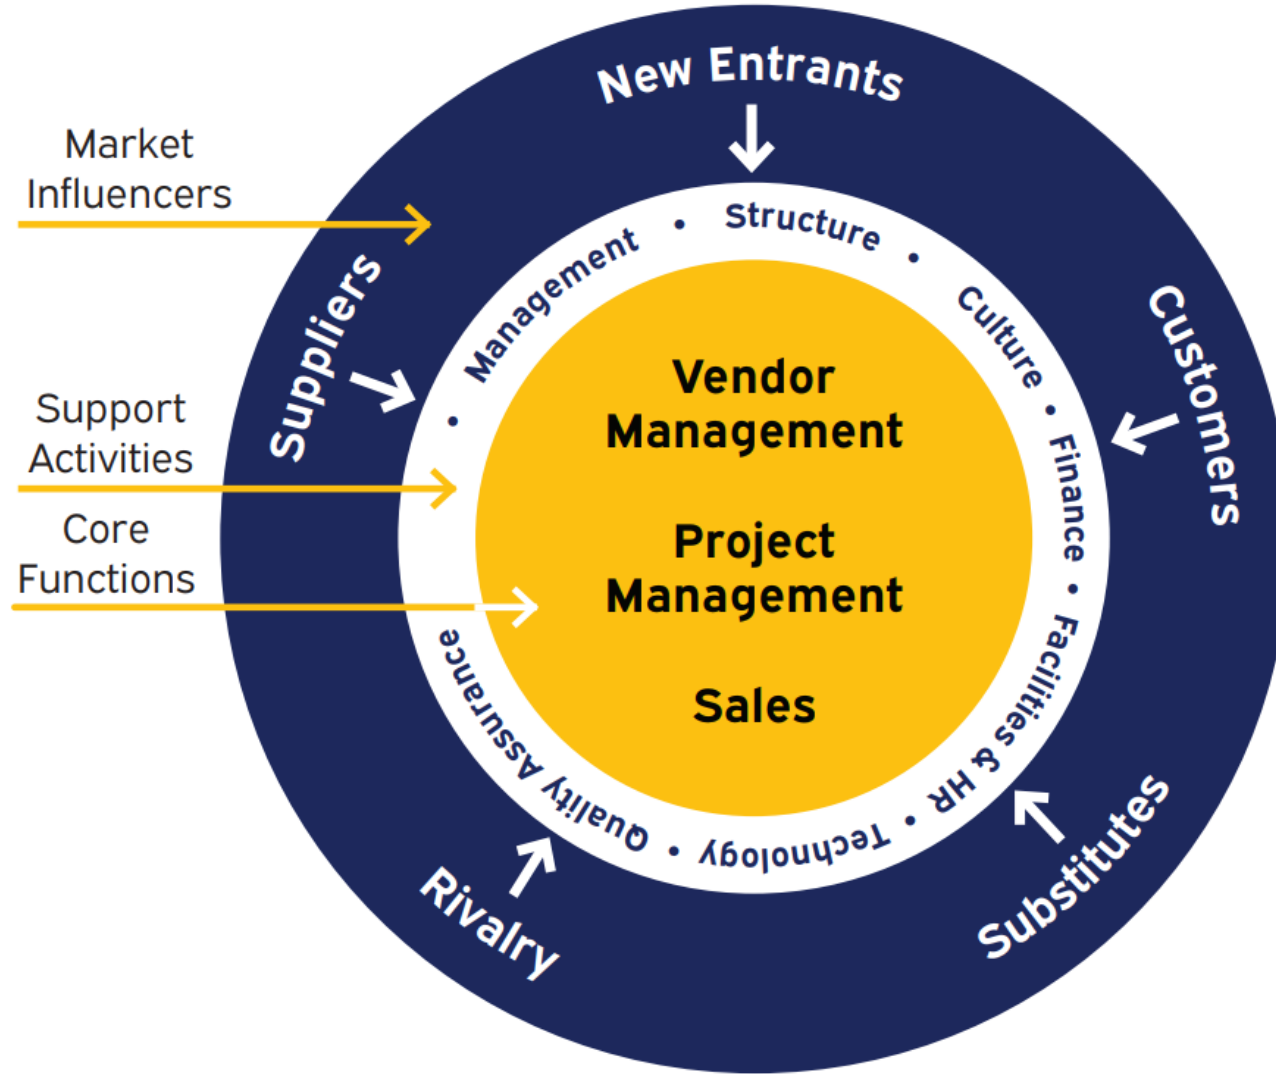 Market
Influencers
Support
Activities
Core
Functions
New Entrants
Customers
Substitutes
Rivalry
Suppliers
• Management • Structure • Culture • Finance • Facilities & HR • Technology • Quality Assurance
Vendor
Management
Project
Management
Sales